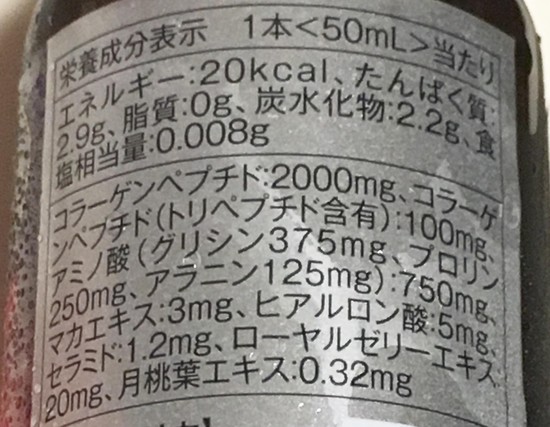 栄養成分表示 1本<50mL>当たり
エネルギー:20kcal、たんぱく質:
2.9g、脂質:0g、炭水化物:2.2g、食
塩相当量:0.008g
コラーゲンペプチド:2000mg、コラーゲ
ンペプチド(トリペプチド含有):100mg、
アミノ酸(グリシン375mg、プロリン
250mg、アラニン125mg):750mg、
マカエキス:3mg、ヒアルロン酸:5mg、
セラミド:1.2mg、ローヤルゼリーエキス
20mg、月桃葉エキス:0.32mg